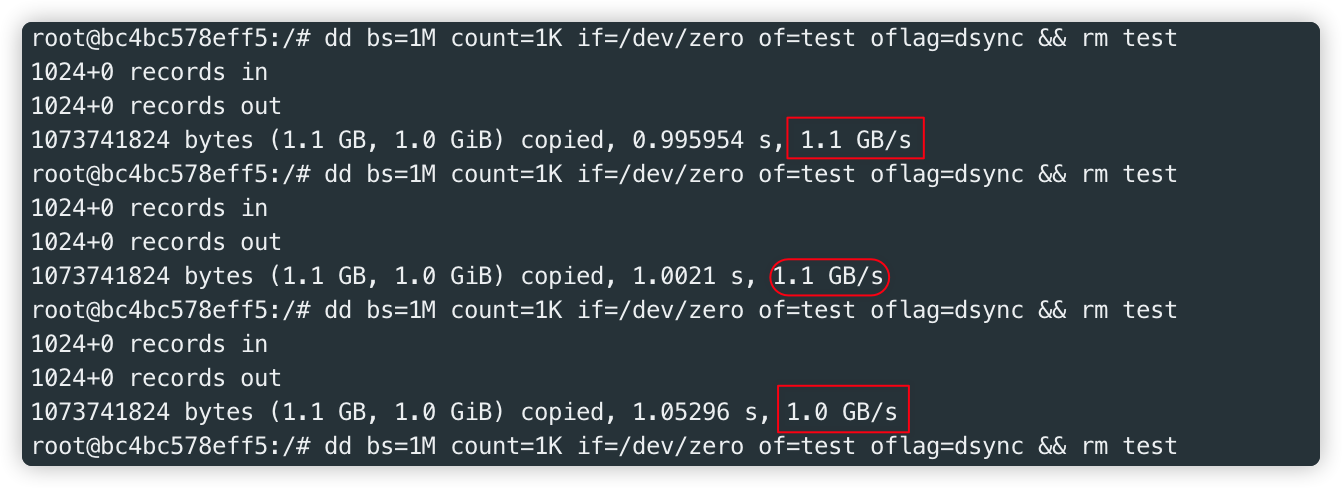 root@bc4bc578eff5:/# dd bs=1M count=1K if=/dev/zero of=test oflag=dsync && rm test
1024+0 records in
1024+0 records out
1073741824 bytes (1.1 GB, 1.0 GiB) copied, 0.995954 s, 1.1 GB/s
root@bc4bc578eff5:/# dd bs=1M count=1K if=/dev/zero of=test oflag=dsync && rm test
1024+0 records in
1024+0 records out
1073741824 bytes (1.1 GB, 1.0 GiB) copied, 1.0021 s, 1.1 GB/s
root@bc4bc578eff5:/# dd bs=1M count=1K if=/dev/zero of=test oflag=dsync && rm test
1024+0 records in
1024+0 records out
1073741824 bytes (1.1 GB, 1.0 GiB) copied, 1.05296 s, 1.0 GB/s
root@bc4bc578eff5:/# dd bs=1M count=1K if=/dev/zero of=test oflag=dsync && rm test